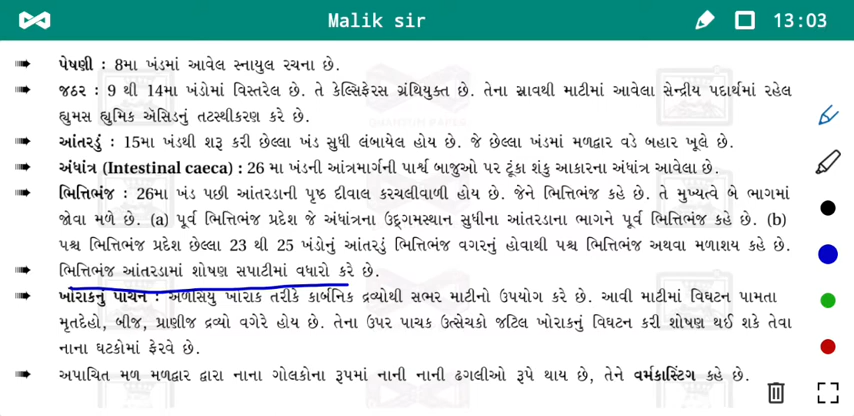 Malik sir
13:03
પેષણી : 8મા ખંડમાં આવેલ સ્નાયુલ રચના છે.
જઠર : 9 થી 14મા ખંડોમાં વિસ્તરેલ છે. તે કેલ્સિફેરસ ગ્રંથિયુક્ત છે. તેના સ્રાવથી માટીમાં આવેલા સેન્દ્રીય પદાર્થમાં રહેલ
હ્યુમસ હ્યુમિક ઍસિડનું તટસ્થીકરણ કરે છે.
આંતરડું : 15મા ખંડથી શરૂ કરી છેલ્લા ખંડ સુધી લંબાયેલ હોય છે. જે છેલ્લા ખંડમાં મળદ્વાર વડે બહાર ખૂલે છે.
અંધાંત્ર (Intestinal caeca) : 26 મા ખંડની આંત્રમાર્ગની પાર્શ્વ બાજુઓ પર ટૂંકા શંકુ આકારના અંધાંત્ર આવેલા છે.
ભિત્તિભંજ : 26મા ખંડ પછી આંતરડાની પૃષ્ઠ દીવાલ કરચલીવાળી હોય છે. જેને ભિત્તિભંજ કહે છે. તે મુખ્યત્વે બે ભાગમાં
જોવા મળે છે. (a) પૂર્વ ભિત્તિભંજ પ્રદેશ જે અંધાંત્રના ઉદ્દગમસ્થાન સુધીના આંતરડાના ભાગને પૂર્વ ભિત્તિભંજ કહે છે. (b)
પશ્ચ ભિત્તિભંજ પ્રદેશ છેલ્લા 23 થી 25 ખંડોનું આંતરડું ભિત્તિભંજ વગરનું હોવાથી પશ્ચ ભિત્તિભંજ અથવા મળાશય કહે છે.
ભિત્તિભંજ આંતરડામાં શોષણ સપાટીમાં વધારો કરે છે.
ખોરાકનું પાચન : અળસિયું ખોરાક તરીકે કાર્બનિક દ્રવ્યોથી સભર માટીનો ઉપયોગ કરે છે. આવી માટીમાં વિઘટન પામતા
મૃતદેહો, બીજ, પ્રાણીજ દ્રવ્યો વગેરે હોય છે. તેના ઉપર પાચક ઉત્સેચકો જટિલ ખોરાકનું વિઘટન કરી શોષણ થઈ શકે તેવા
નાના ઘટકોમાં ફેરવે છે.
અપાચિત મળ મળદ્વાર દ્વારા નાના ગોલકોના રૂપમાં નાની નાની ઢગલીઓ રૂપે થાય છે, તેને વર્મકાસ્ટિંગ કહે છે.